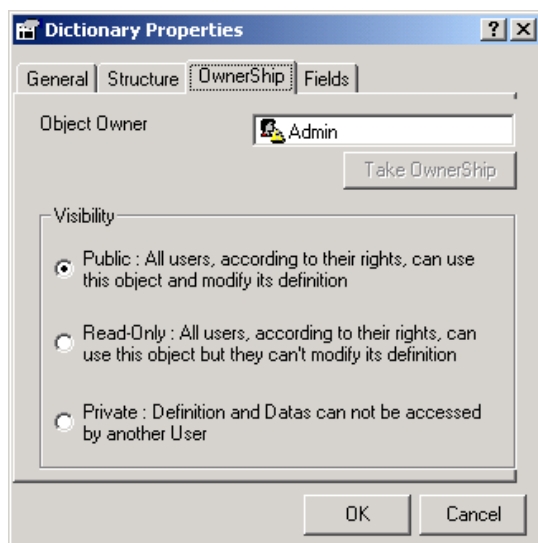 Dictionary Properties
General Structure OwnerShip Fields
Object Owner Admin
Take OwnerShip
Visibility
Public : All users, according to their rights, can use
this object and modify its definition
Read-Only : All users, according to their rights, can
use this object but they can't modify its definition
Private : Definition and Datas can not be accessed
by another User
OK Cancel